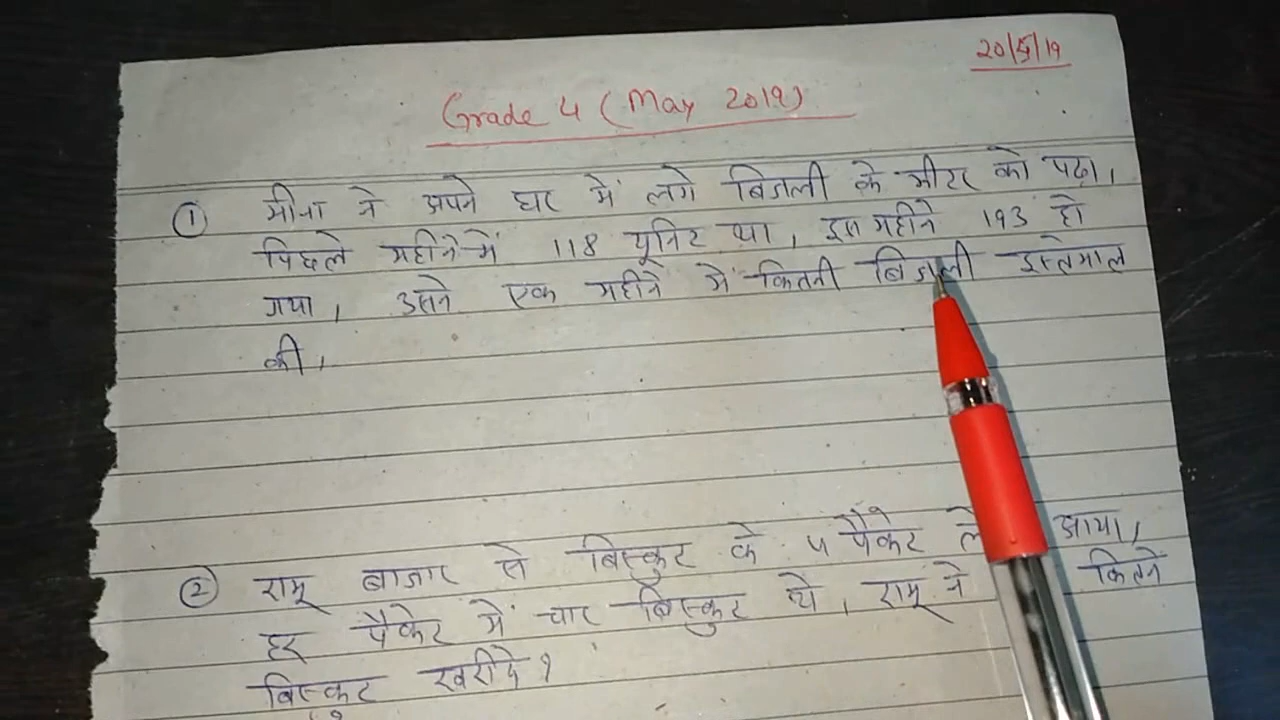 20/5/19
Grade 4 (May 2019)
① मीना ने अपने घर में लगे बिजली के मीटर को पढ़ा।
पिछले महीने में 118 यूनिट था, इस महीने 193 हो
गया। उसने एक महीने में कितनी बिजली इस्तेमाल
की।
② रामू बाजार से बिस्कुट के 4 पैकेट ले आया।
हर पैकेट में चार बिस्कुट थे। रामू ने कितने
बिस्कुट खरीदे?